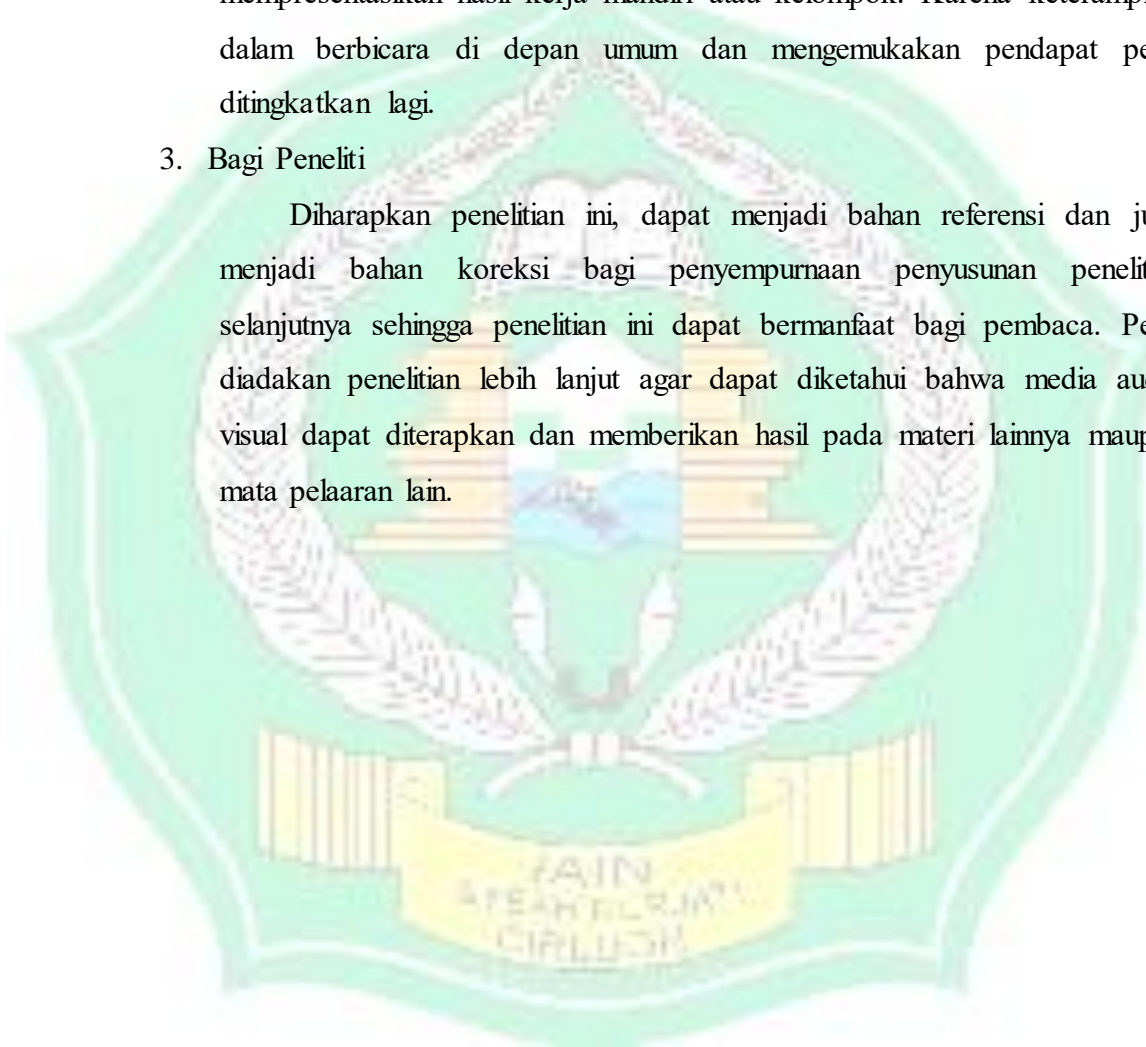 mempresentasikan hasil kerja mandiri atau kelompok. Karena
dalam berbicara di depan umum dan mengemukakan pendapat pe
ditingkatkan lagi.
3. Bagi Peneliti
Diharapkan penelitian ini, dapat menjadi bahan referensi dan ju
menjadi bahan koreksi bagi penyempurnaan penyusunan penelit
selanjutnya sehingga penelitian ini dapat bermanfaat bagi pembaca. Pe
diadakan penelitian lebih lanjut agar dapat diketahui bahwa media au
visual dapat diterapkan dan memberikan hasil pada materi lainnya maup
mata pelaaran lain.
IAIN